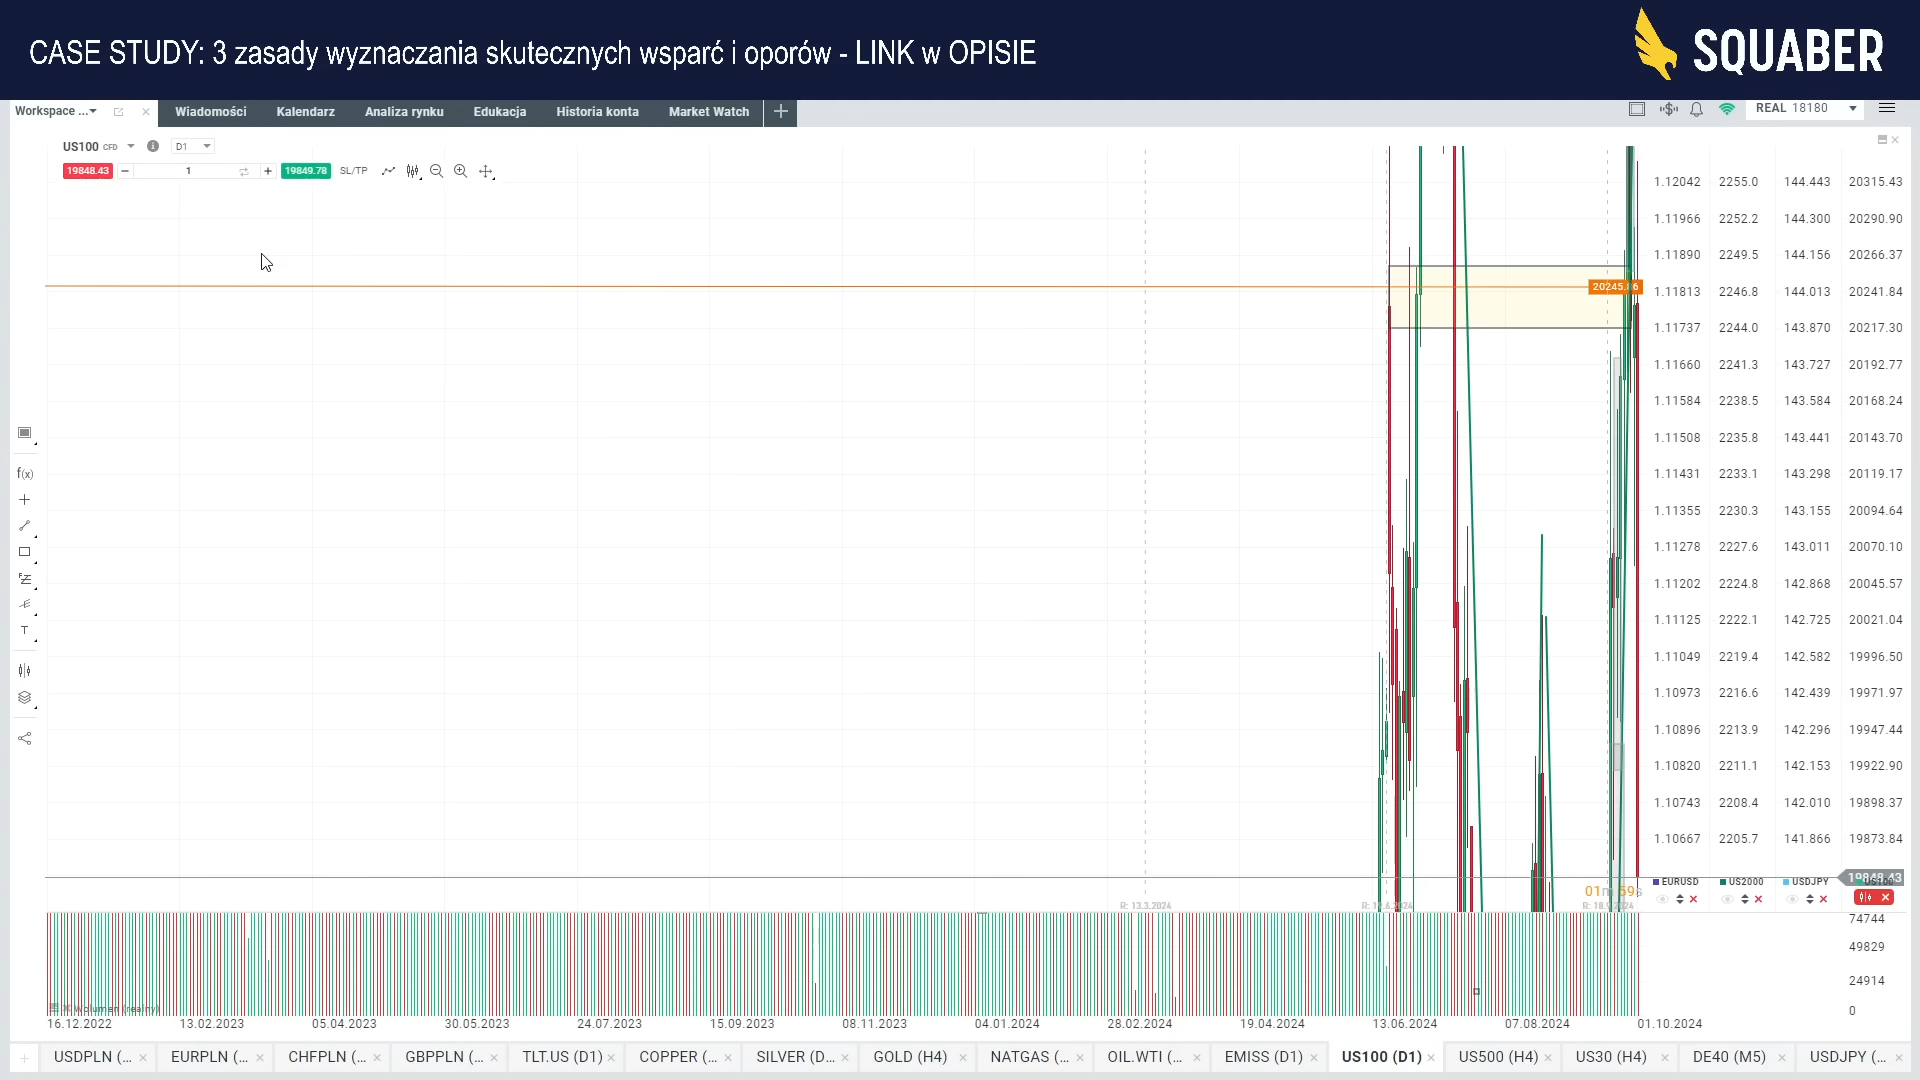 CASE STUDY: 3 zasady wyznaczania skutecznych wsparć i oporów - LINK w OPISIE
SQUABER
Workspace ...
Wiadomości
Kalendarz
Analiza rynku
Edukacja
Historia konta
Market Watch
REAL 18180
US100 CFD
D1
19848.43
1
19849.78
SL/TP
1.12042 2255.0 144.443 20315.43
1.11966 2252.2 144.300 20290.90
1.11890 2249.5 144.156 20266.37
20245.86
1.11813 2246.8 144.013 20241.84
1.11737 2244.0 143.870 20217.30
1.11660 2241.3 143.727 20192.77
1.11584 2238.5 143.584 20168.24
1.11508 2235.8 143.441 20143.70
1.11431 2233.1 143.298 20119.17
f(x)
1.11355 2230.3 143.155 20094.64
1.11278 2227.6 143.011 20070.10
1.11202 2224.8 142.868 20045.57
1.11125 2222.1 142.725 20021.04
T
1.11049 2219.4 142.582 19996.50
1.10973 2216.6 142.439 19971.97
1.10896 2213.9 142.296 19947.44
1.10820 2211.1 142.153 19922.90
1.10743 2208.4 142.010 19898.37
1.10667 2205.7 141.866 19873.84
19848.43
EURUSD US2000 USDJPY
01m 59s
R: 13.3.2024
74744
49829
24914
0
Wolumen (realny)
16.12.2022 13.02.2023 05.04.2023 30.05.2023 24.07.2023 15.09.2023 08.11.2023 04.01.2024 28.02.2024 19.04.2024 13.06.2024 07.08.2024 01.10.2024
USDPLN (... EURPLN (... CHFPLN (... GBPPLN (... TLT.US (D1) COPPER (... SILVER (D... GOLD (H4) NATGAS (... OIL.WTI (... EMISS (D1) US100 (D1) US500 (H4) US30 (H4) DE40 (M5) USDJPY (...